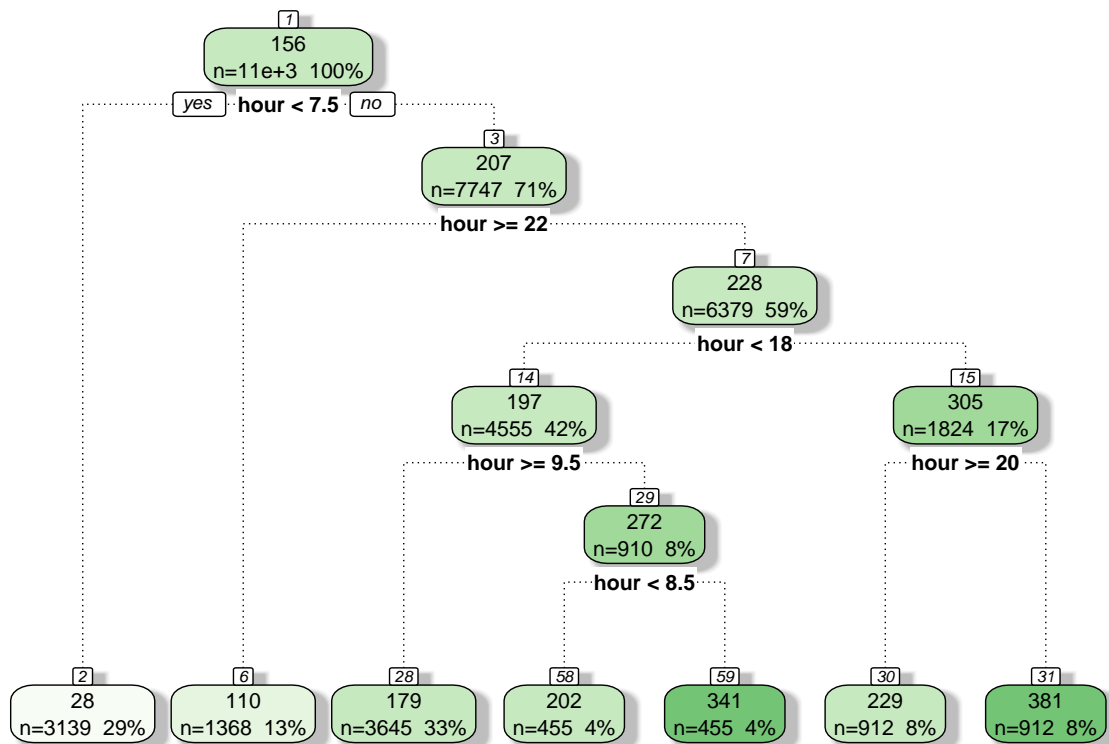 1
156
n=11e+3 100%
yes hour < 7.5 no
3
207
n=7747 71%
hour >= 22
7
228
n=6379 59%
hour < 18
14
197
n=4555 42%
hour >= 9.5
15
305
n=1824 17%
hour >= 20
29
272
n=910 8%
hour < 8.5
2
28
n=3139 29%
6
110
n=1368 13%
28
179
n=3645 33%
58
202
n=455 4%
59
341
n=455 4%
30
229
n=912 8%
31
381
n=912 8%